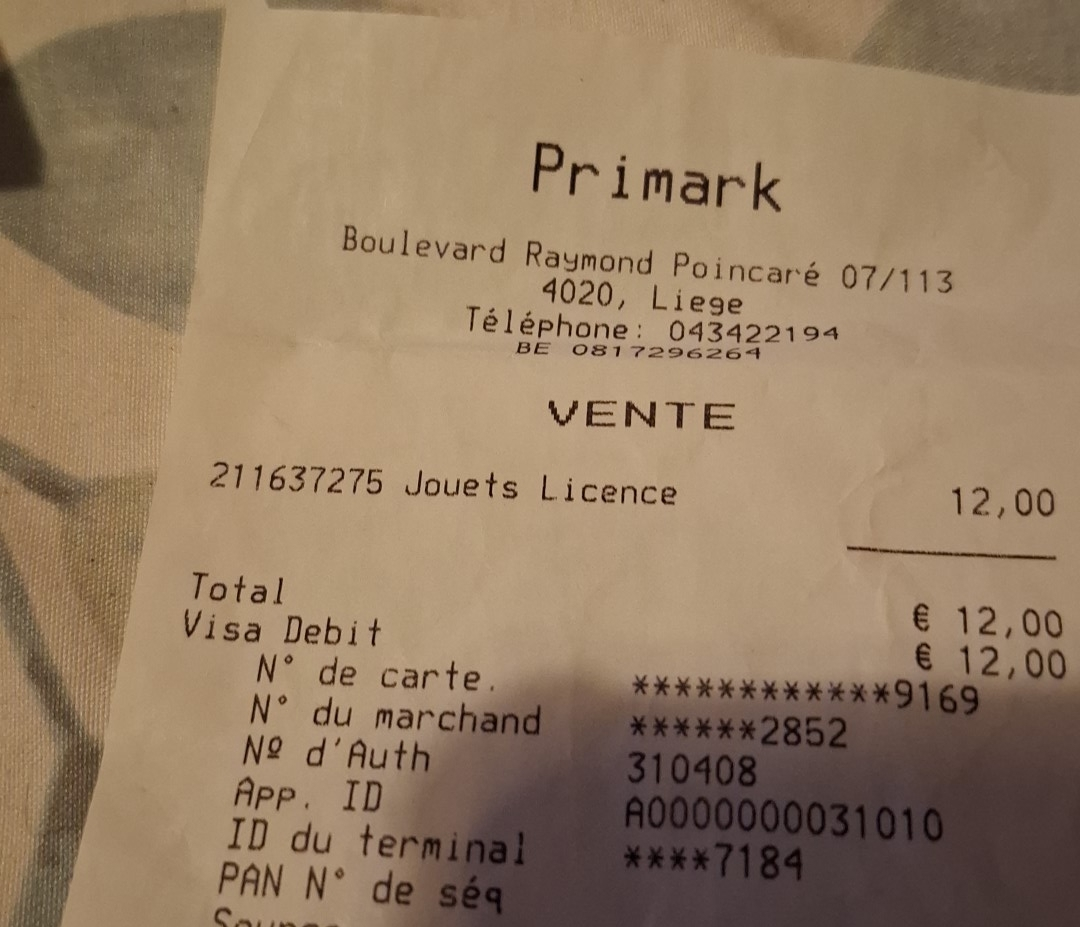 Primark
Boulevard Raymond Poincaré 07/113
4020, Liege
Téléphone: 043422194
BE 0817296264
VENTE
211637275 Jouets Licence 12,00
Total € 12,00
Visa Debit € 12,00
N° de carte. ************9169
N° du marchand ******2852
Nº d'Auth 310408
App. ID A0000000031010
ID du terminal ****7184
PAN N° de séq